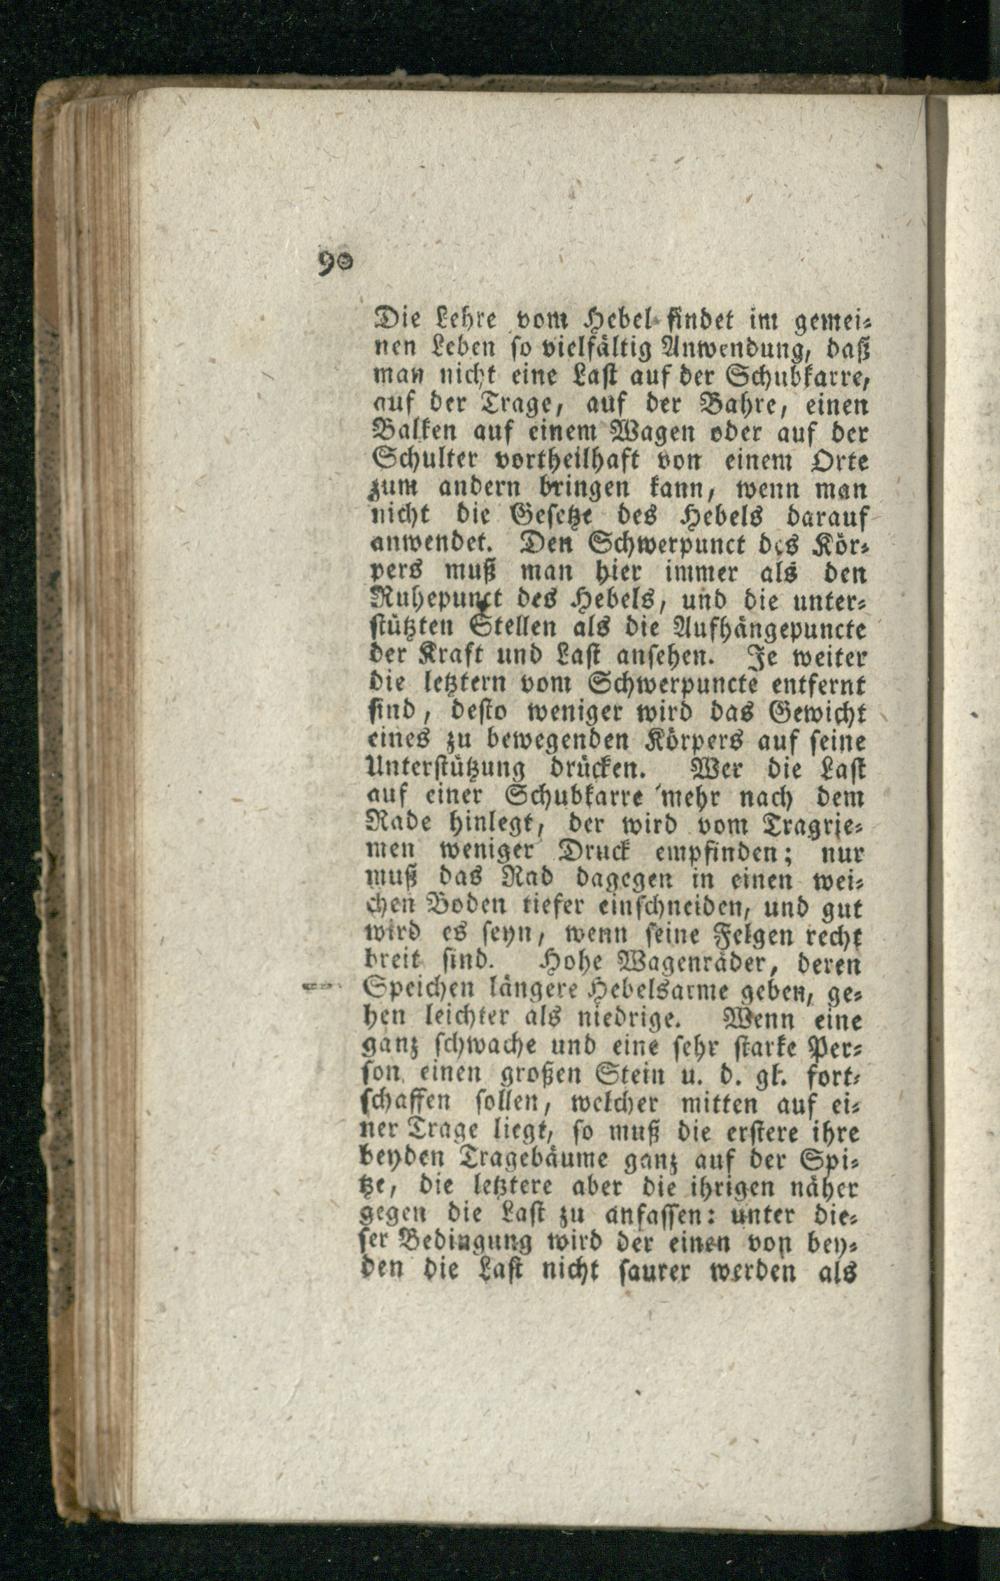 90
Die Lehre vom Hebel findet im gemei⸗
nen Leben so vielfältig Anwendung, daß
man nicht eine Last auf der Schubkarre,
auf der Trage, auf der Bahre, einen
Balken auf einem Wagen oder auf der
Schulter vortheilhaft von einem Orte
zum andern bringen kann, wenn man
nicht die Gesetze des Hebels darauf
anwendet. Den Schwerpunct des Kör⸗
pers muß man hier immer als den
Ruhepunct des Hebels, und die unter⸗
stützten Stellen als die Aufhängepuncte
der Kraft und Last ansehen. Je weiter
die letztern vom Schwerpuncte entfernt
sind, desto weniger wird das Gewicht
eines zu bewegenden Körpers auf seine
Unterstützung drücken. Wer die Last
auf einer Schubkarre mehr nach dem
Rade hinlegt, der wird vom Tragrie⸗
men weniger Druck empfinden; nur
muß das Rad dagegen in einen wei⸗
chen Boden tiefer einschneiden, und gut
wird es seyn, wenn seine Felgen recht
breit sind. Hohe Wagenräder, deren
Speichen längere Hebelsarme geben, ge⸗
hen leichter als niedrige. Wenn eine
ganz schwache und eine sehr starke Per⸗
son einen großen Stein u. d. gl. fort⸗
schaffen sollen, welcher mitten auf ei⸗
ner Trage liegt, so muß die erstere ihre
beyden Tragebäume ganz auf der Spi⸗
tze, die letztere aber die ihrigen näher
gegen die Last zu anfassen: unter die⸗
ser Bedingung wird der einen von bey⸗
den die Last nicht saurer werden als